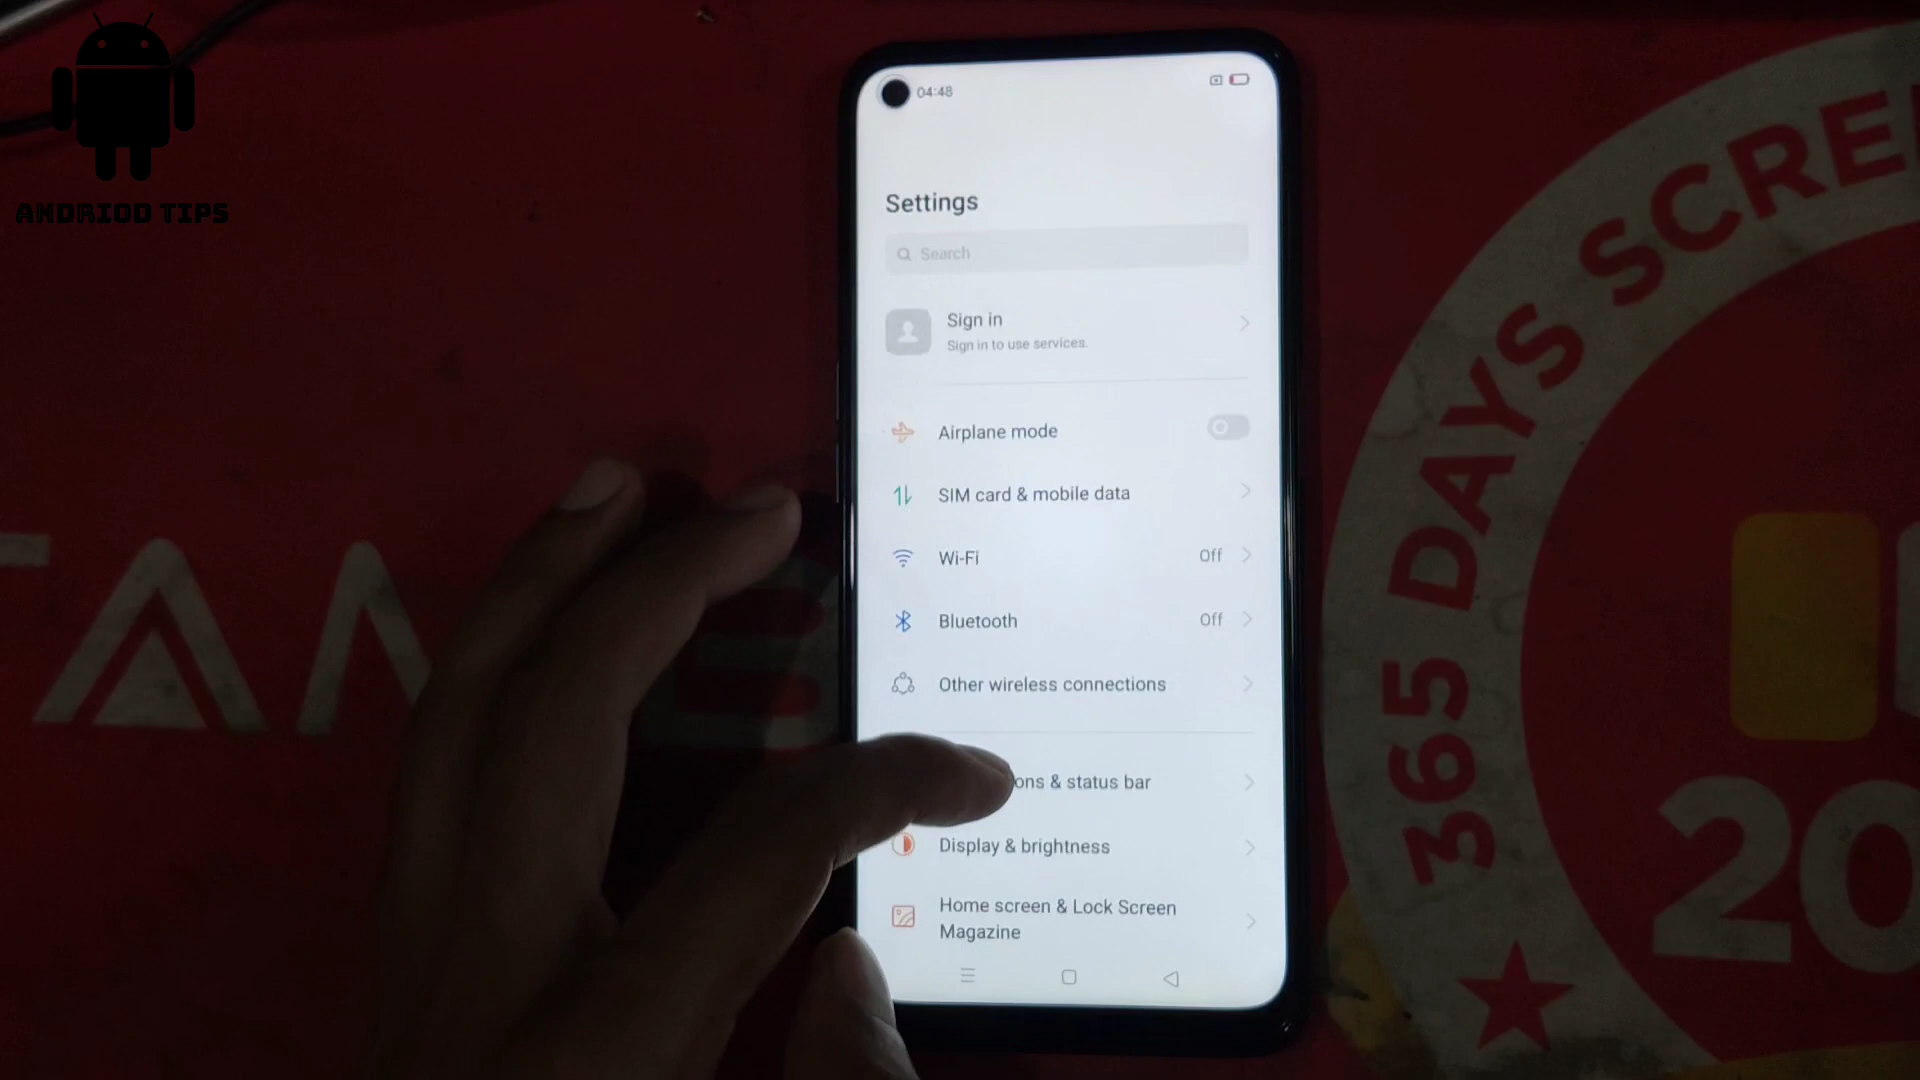 ANDRIOD TIPS
04:48
Settings
Search
Sign in
Sign in to use services.
Airplane mode
SIM card & mobile data
Wi-Fi Off
Bluetooth Off
Other wireless connections
ons & status bar
Display & brightness
Home screen & Lock Screen
Magazine
365 DAYS SCRE
20